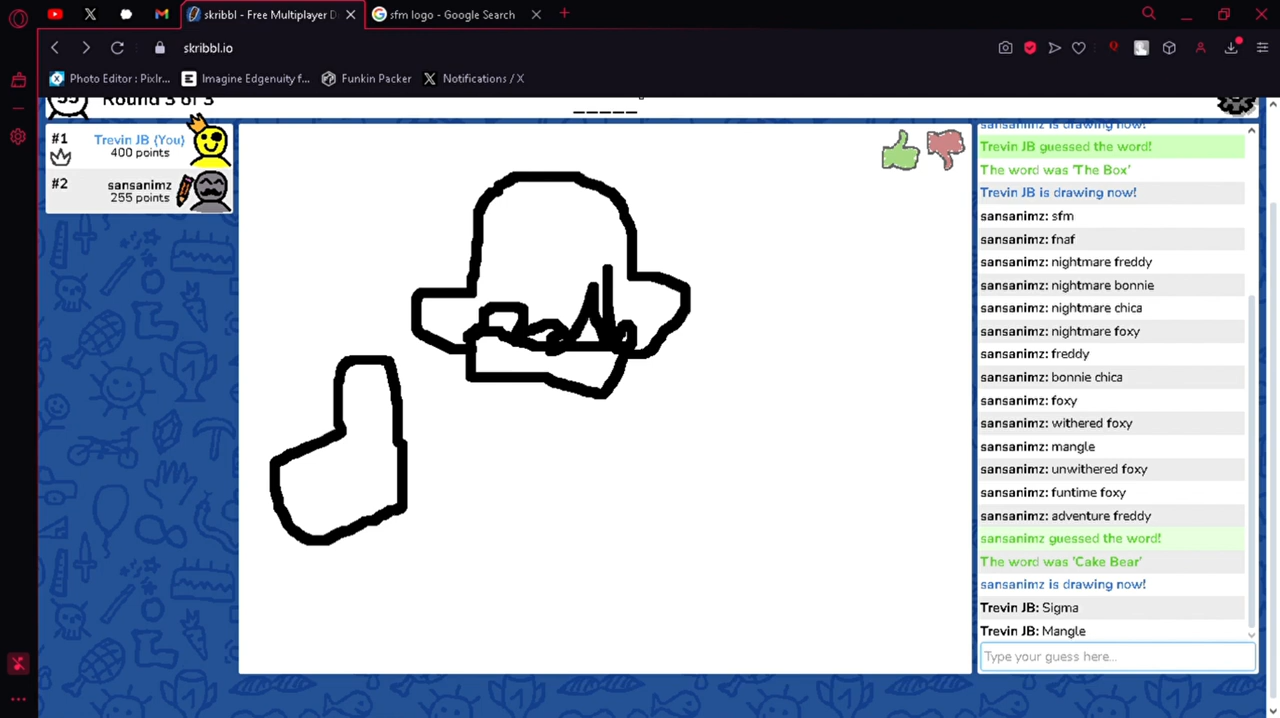 skribbl - Free Multiplayer D
sfm logo - Google Search
skribbl.io
Photo Editor : Pixlr...
Imagine Edgenuity f...
Funkin Packer
Notifications / X
Round 3 of 3
_____
#1
Trevin JB {You}
400 points
#2
sansanimz
255 points
sansanimz is drawing now!
Trevin JB guessed the word!
The word was 'The Box'
Trevin JB is drawing now!
sansanimz: sfm
sansanimz: fnaf
sansanimz: nightmare freddy
sansanimz: nightmare bonnie
sansanimz: nightmare chica
sansanimz: nightmare foxy
sansanimz: freddy
sansanimz: bonnie chica
sansanimz: foxy
sansanimz: withered foxy
sansanimz: mangle
sansanimz: unwithered foxy
sansanimz: funtime foxy
sansanimz: adventure freddy
sansanimz guessed the word!
The word was 'Cake Bear'
sansanimz is drawing now!
Trevin JB: Sigma
Trevin JB: Mangle
Type your guess here...